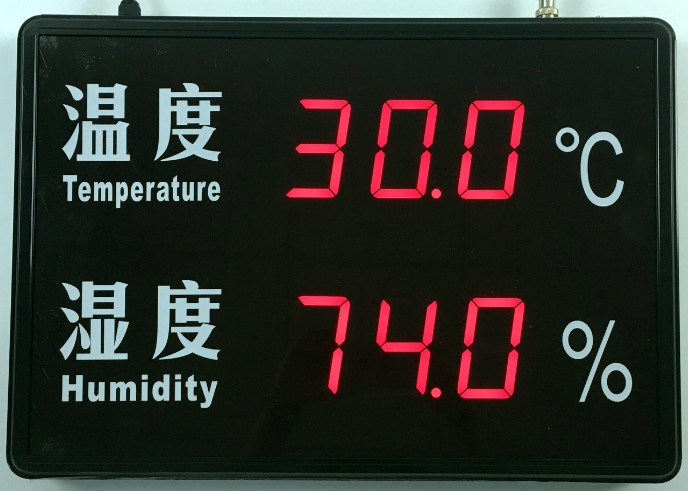 温度 30.0 °C
Temperature
湿度 74.0 %
Humidity